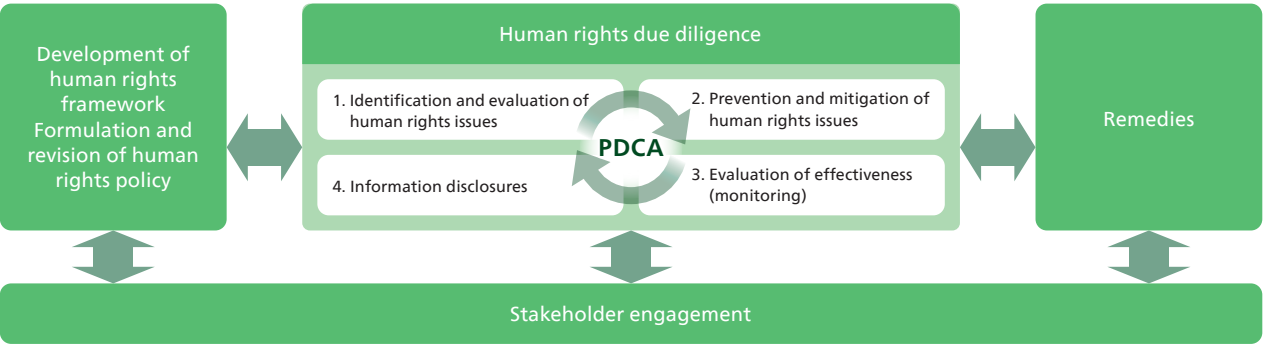 Development of
human rights
framework
Formulation and
revision of human
rights policy
Human rights due diligence
1. Identification and evaluation of
human rights issues
2. Prevention and mitigation of
human rights issues
PDCA
4. Information disclosures
3. Evaluation of effectiveness
(monitoring)
Remedies
Stakeholder engagement